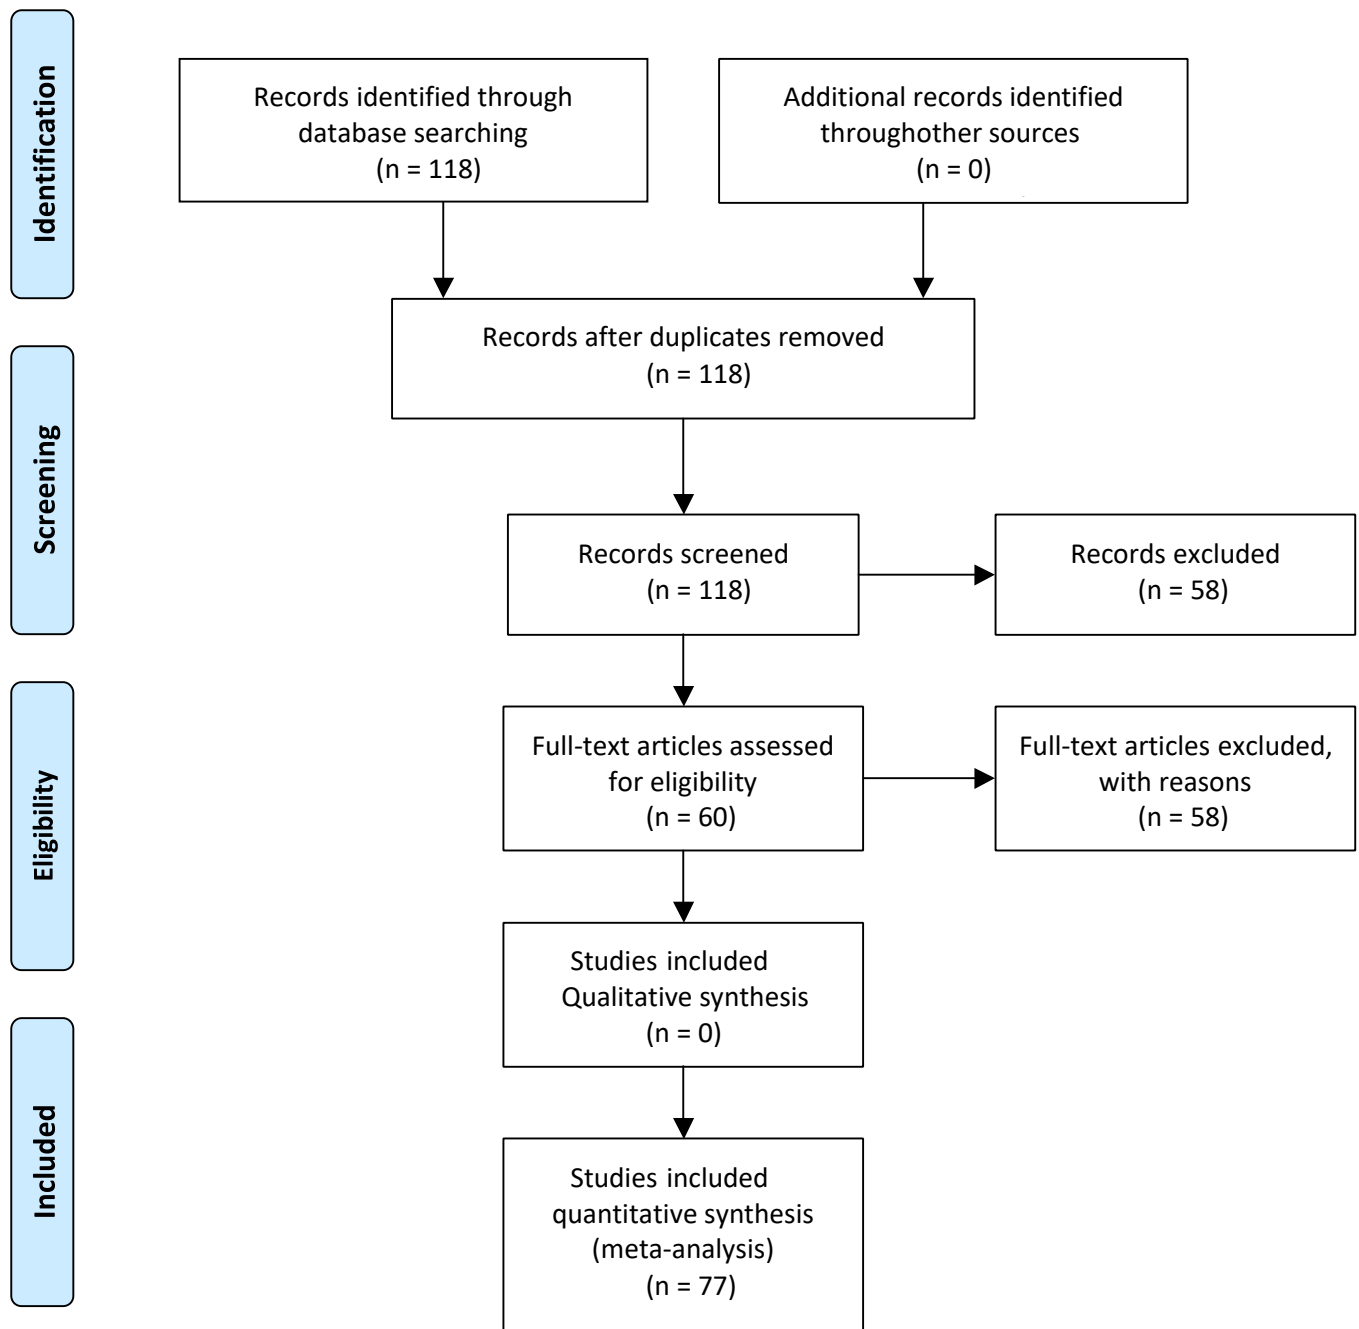 Identification
Records identified through
database searching
(n = 118)
Additional records identified
throughother sources
(n = 0)
Records after duplicates removed
(n = 118)
Screening
Records screened
(n = 118)
Records excluded
(n = 58)
Eligibility
Full-text articles assessed
for eligibility
(n = 60)
Full-text articles excluded,
with reasons
(n = 58)
Studies included
Qualitative synthesis
(n = 0)
Included
Studies included
quantitative synthesis
(meta-analysis)
(n = 77)